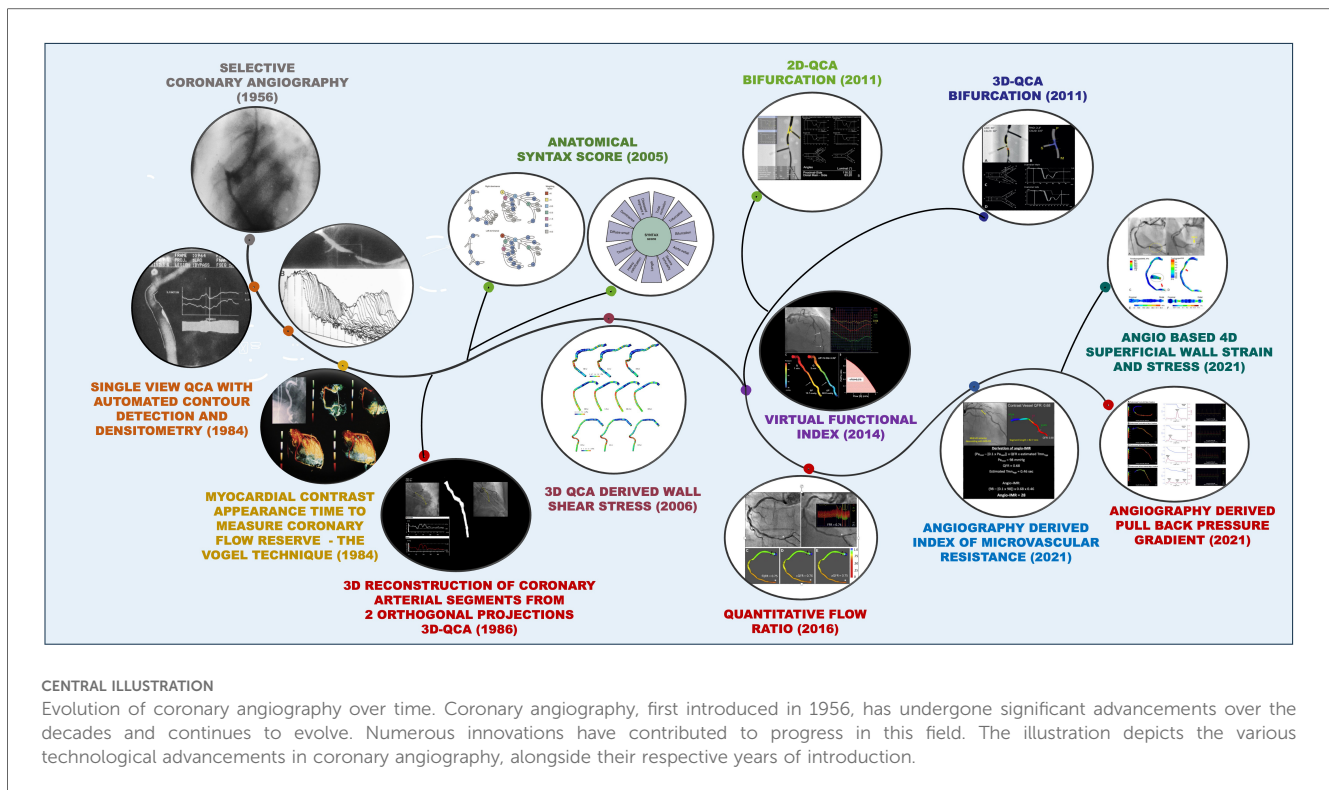 SELECTIVE
CORONARY ANGIOGRAPHY
(1956)
2D-QCA
BIFURCATION (2011)
3D-QCA
BIFURCATION (2011)
ANATOMICAL
SYNTAX SCORE (2005)
SINGLE VIEW QCA WITH
AUTOMATED CONTOUR
DETECTION AND
DENSITOMETRY (1984)
MYOCARDIAL CONTRAST
APPEARANCE TIME TO
MEASURE CORONARY
FLOW RESERVE - THE
VOGEL TECHNIQUE (1984)
3D RECONSTRUCTION OF CORONARY
ARTERIAL SEGMENTS FROM
2 ORTHOGONAL PROJECTIONS
3D-QCA (1986)
3D QCA DERIVED WALL
SHEAR STRESS (2006)
VIRTUAL FUNCTIONAL
INDEX (2014)
QUANTITATIVE FLOW
RATIO (2016)
ANGIO BASED 4D
SUPERFICIAL WALL STRAIN
AND STRESS (2021)
Angio-IMR = 28
ANGIOGRAPHY DERIVED
INDEX OF MICROVASCULAR
RESISTANCE (2021)
ANGIOGRAPHY DERIVED
PULL BACK PRESSURE
GRADIENT (2021)
CENTRAL ILLUSTRATION
Evolution of coronary angiography over time. Coronary angiography, first introduced in 1956, has undergone significant advancements over the
decades and continues to evolve. Numerous innovations have contributed to progress in this field. The illustration depicts the various
technological advancements in coronary angiography, alongside their respective years of introduction.